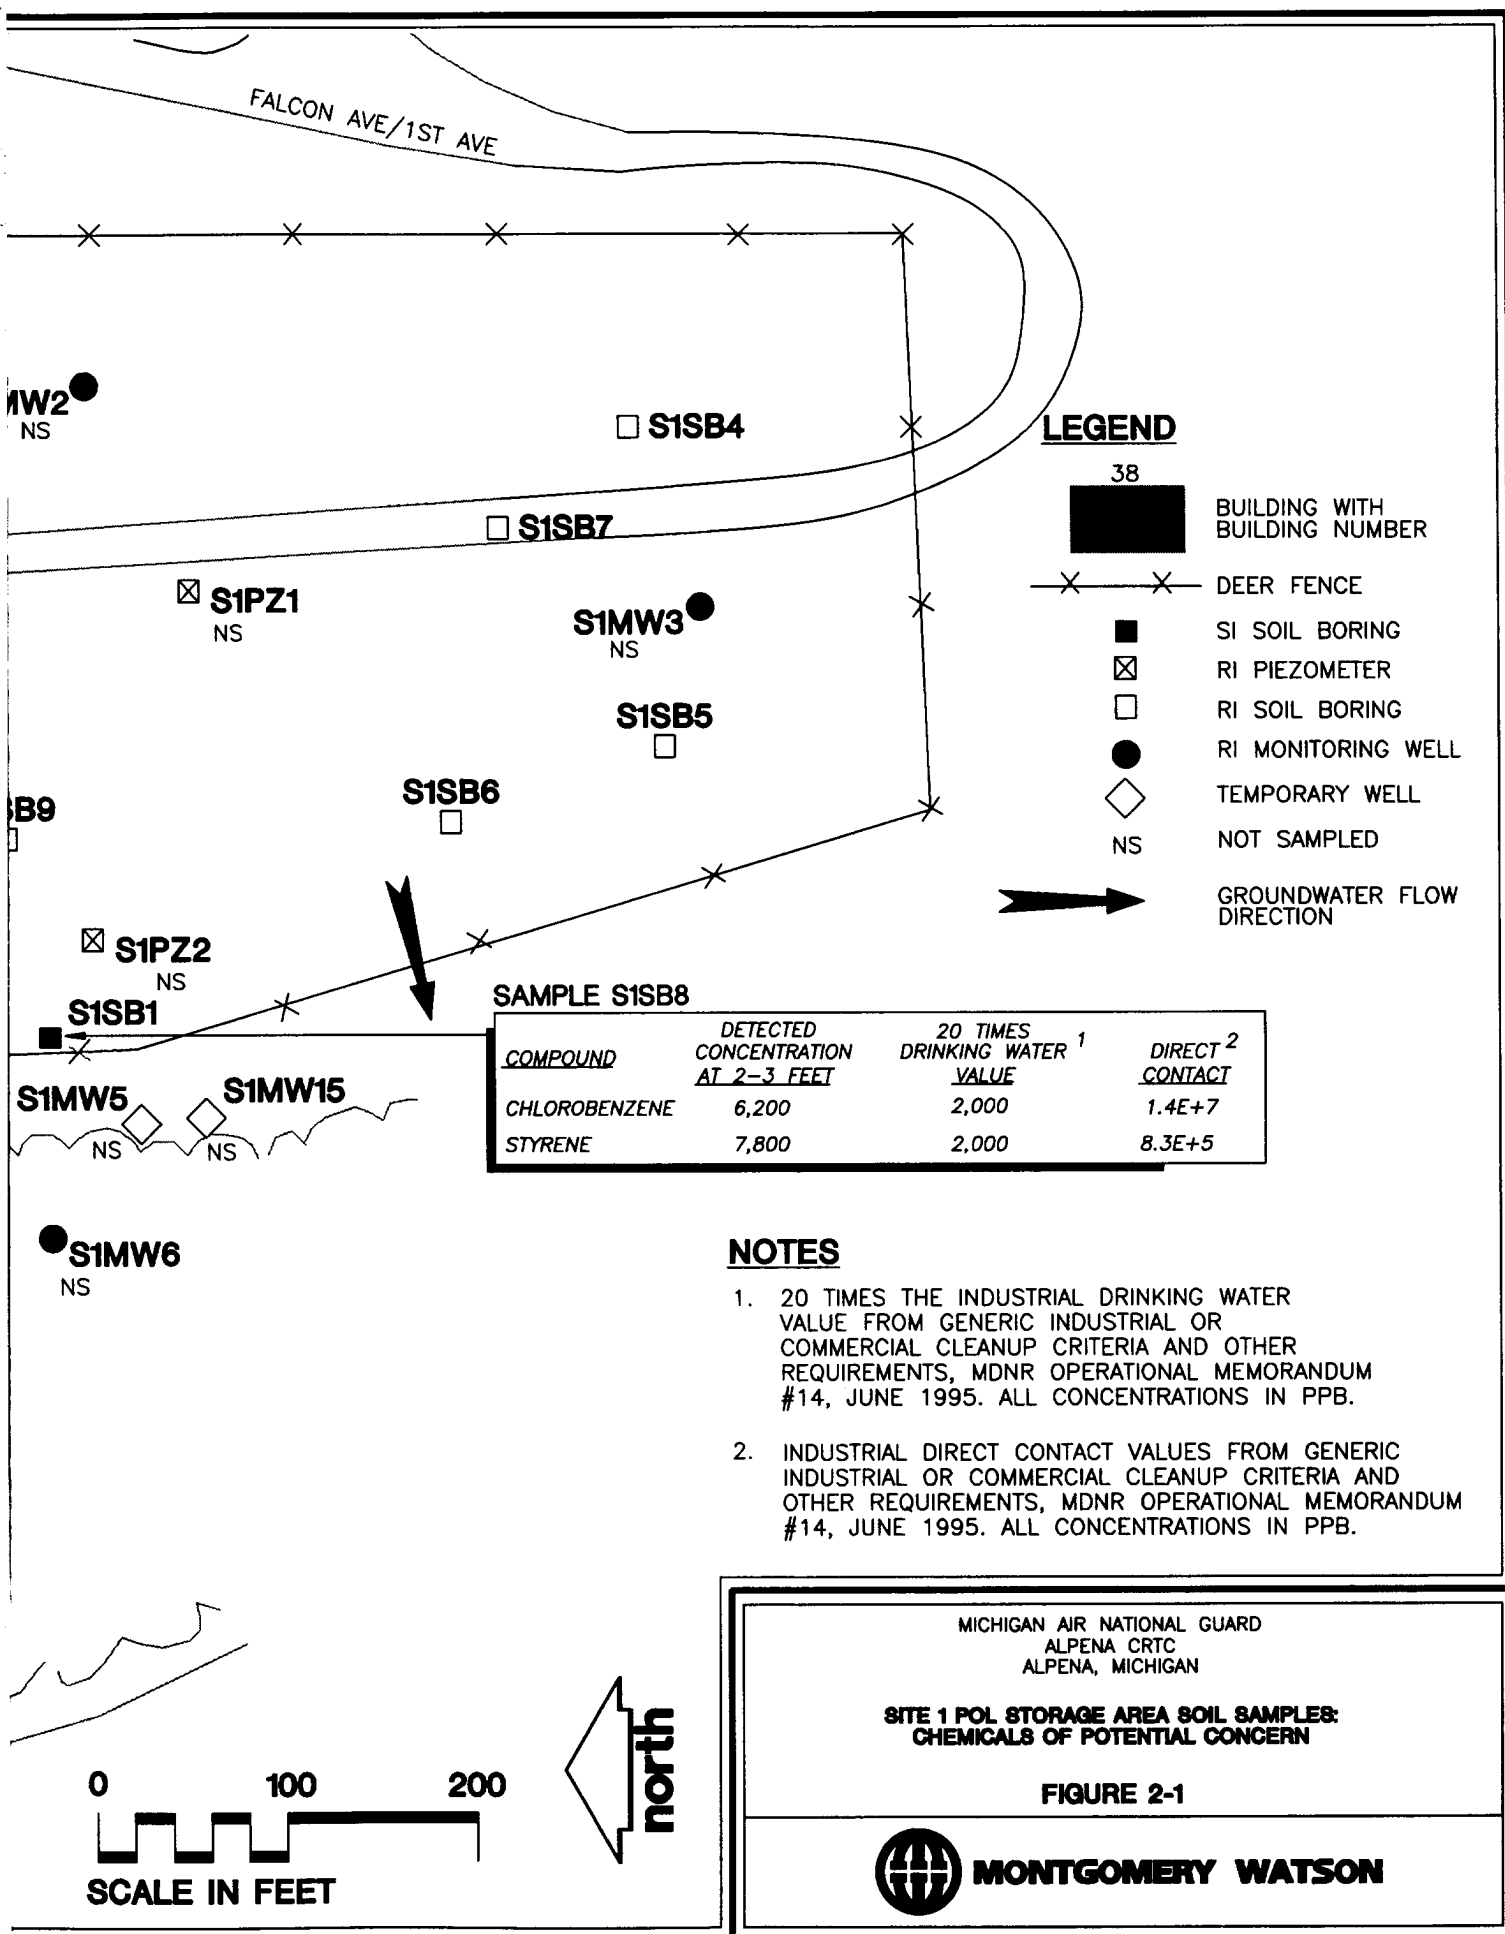 FALCON AVE/1ST AVE
MW2
NS
S1SB4
S1SB7
S1PZ1
NS
S1MW3
NS
S1SB5
S1SB6
SB9
S1PZ2
NS
S1SB1
S1MW5
NS
S1MW15
NS
S1MW6
NS
LEGEND
38
BUILDING WITH
BUILDING NUMBER
DEER FENCE
SI SOIL BORING
RI PIEZOMETER
RI SOIL BORING
RI MONITORING WELL
TEMPORARY WELL
NS NOT SAMPLED
GROUNDWATER FLOW
DIRECTION
SAMPLE S1SB8
COMPOUND DETECTED CONCENTRATION AT 2-3 FEET 20 TIMES DRINKING WATER VALUE 1 DIRECT CONTACT 2
CHLOROBENZENE 6,200 2,000 1.4E+7
STYRENE 7,800 2,000 8.3E+5
NOTES
1. 20 TIMES THE INDUSTRIAL DRINKING WATER
VALUE FROM GENERIC INDUSTRIAL OR
COMMERCIAL CLEANUP CRITERIA AND OTHER
REQUIREMENTS, MDNR OPERATIONAL MEMORANDUM
#14, JUNE 1995. ALL CONCENTRATIONS IN PPB.
2. INDUSTRIAL DIRECT CONTACT VALUES FROM GENERIC
INDUSTRIAL OR COMMERCIAL CLEANUP CRITERIA AND
OTHER REQUIREMENTS, MDNR OPERATIONAL MEMORANDUM
#14, JUNE 1995. ALL CONCENTRATIONS IN PPB.
0 100 200
SCALE IN FEET
north
MICHIGAN AIR NATIONAL GUARD
ALPENA CRTC
ALPENA, MICHIGAN
SITE 1 POL STORAGE AREA SOIL SAMPLES:
CHEMICALS OF POTENTIAL CONCERN
FIGURE 2-1
MONTGOMERY WATSON